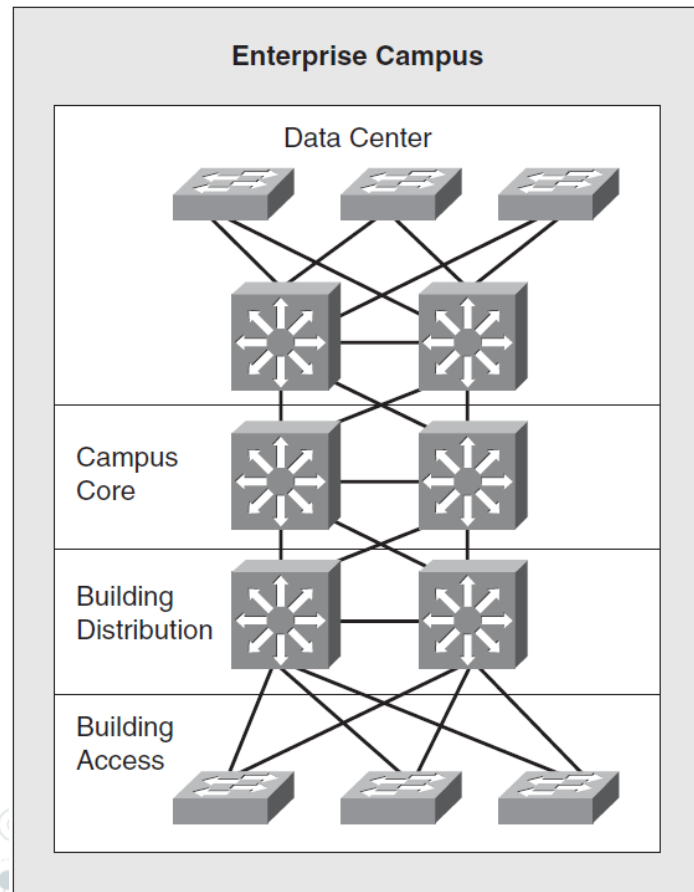 Enterprise Campus
Data Center
Campus
Core
Building
Distribution
Building
Access